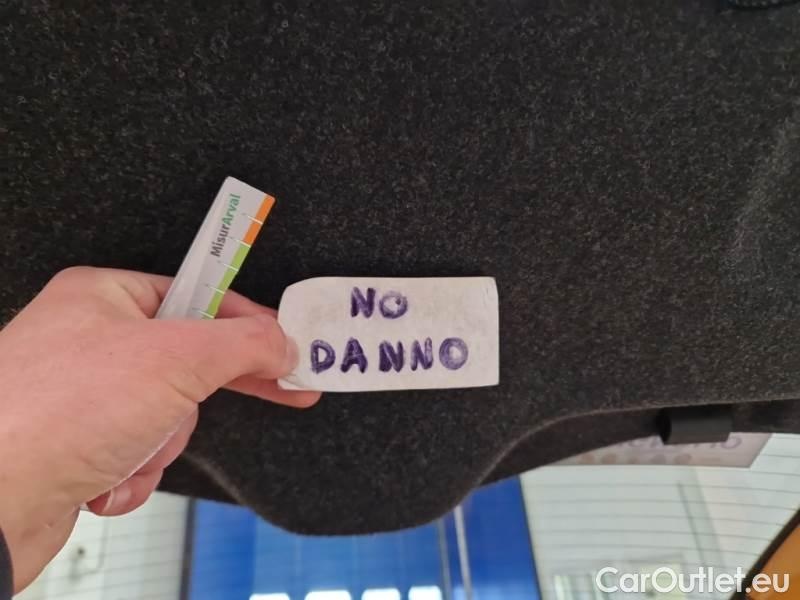 MisurArval
NO
DANNO
CarOutlet.eu